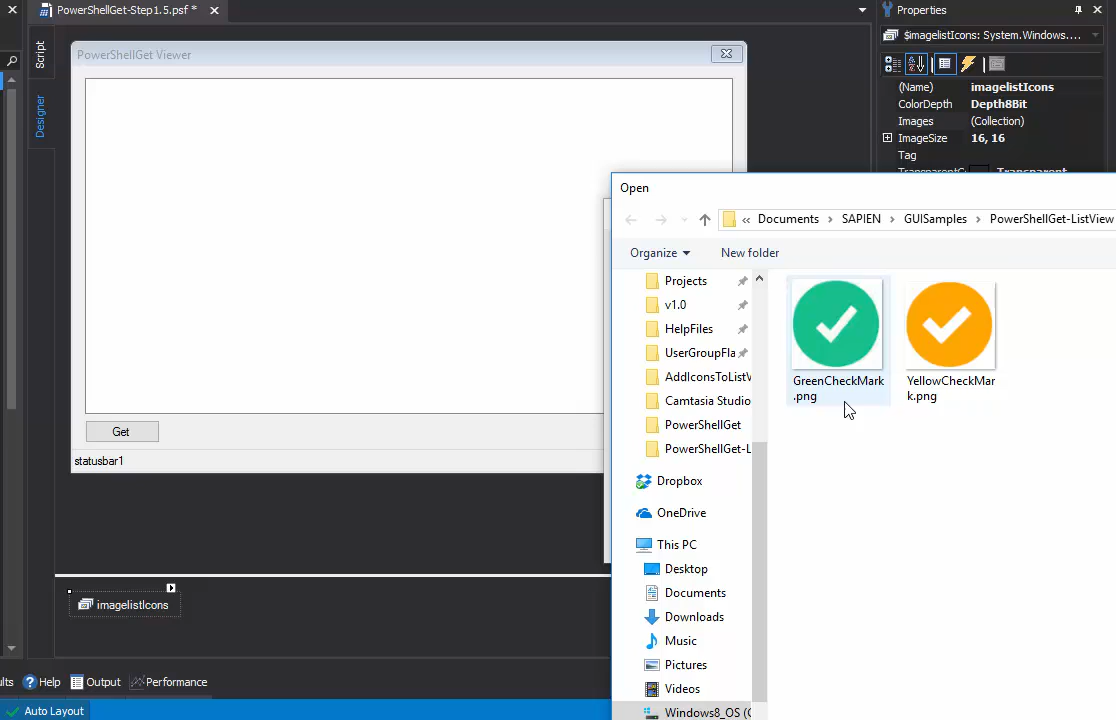 PowerShellGet-Step1.5.psf *
Properties
Script
Designer
PowerShellGet Viewer
Get
statusbar1
imagelistIcons
Help
Output
Performance
Auto Layout
$imagelistIcons: System.Windows....
(Name) imagelistIcons
ColorDepth Depth8Bit
Images (Collection)
ImageSize 16, 16
Tag
Transparent
Open
« Documents > SAPIEN > GUISamples > PowerShellGet-ListView
Organize
New folder
Projects
v1.0
HelpFiles
UserGroupFla
AddIconsToListV
Camtasia Studio
PowerShellGet
PowerShellGet-L
Dropbox
OneDrive
This PC
Desktop
Documents
Downloads
Music
Pictures
Videos
Windows8_OS (C
GreenCheckMark
.png
YellowCheckMar
k.png